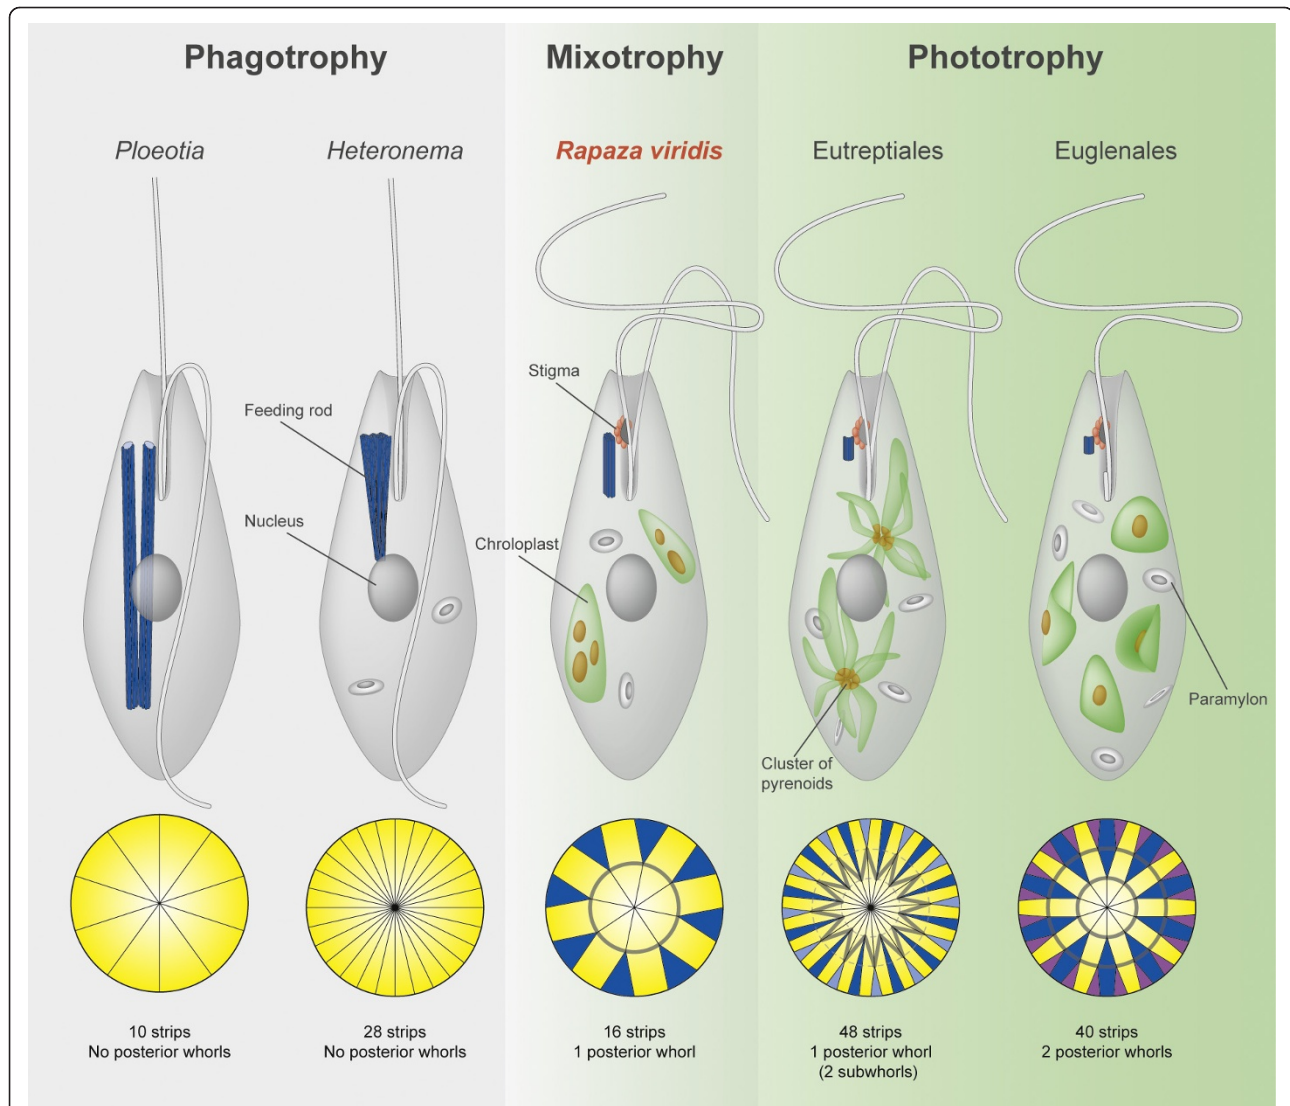 Phagotrophy
Mixotrophy
Phototrophy
Ploeotia
Heteronema
Rapaza viridis
Eutreptiales
Euglenales
Stigma
Feeding rod
Nucleus
Chroloplast
Paramylon
Cluster of
pyrenoids
10 strips
No posterior whorls
28 strips
No posterior whorls
16 strips
1 posterior whorl
48 strips
1 posterior whorl
(2 subwhorls)
40 strips
2 posterior whorls